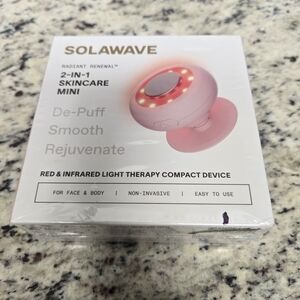 SOLAWAVE
RADIANT RENEWAL™
2-IN-1
SKINCARE
MINI
De-Puff
Smooth
Rejuvenate
RED & INFRARED LIGHT THERAPY COMPACT DEVICE
FOR FACE & BODY | NON-INVASIVE | EASY TO USE